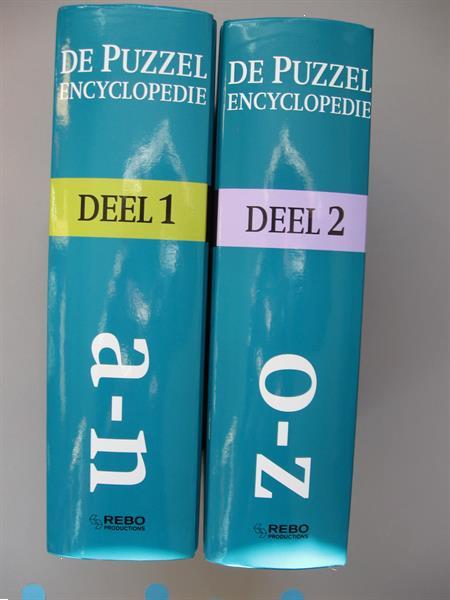 DE PUZZEL
ENCYCLOPEDIE
DEEL 1
a-n
REBO
PRODUCTIONS
DE PUZZEL
ENCYCLOPEDIE
DEEL 2
o-z
REBO
PRODUCTIONS